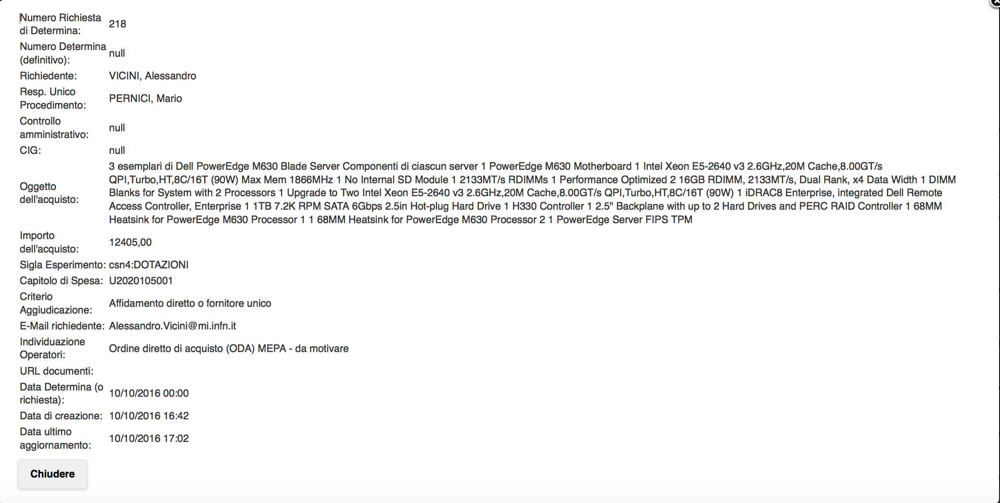 Numero Richiesta
di Determina:
218
Numero Determina
(definitivo):
null
Richiedente:
VICINI, Alessandro
Resp. Unico
Procedimento:
PERNICI, Mario
Controllo
amministrativo:
null
CIG:
null
Oggetto
dell'acquisto:
3 esemplari di Dell PowerEdge M630 Blade Server Componenti di ciascun server 1 PowerEdge M630 Motherboard 1 Intel Xeon E5-2640 v3 2.6GHz,20M Cache,8.00GT/s
QPI,Turbo,HT,8C/16T (90W) Max Mem 1866MHz 1 No Internal SD Module 1 2133MT/s RDIMMs 1 Performance Optimized 2 16GB RDIMM, 2133MT/s, Dual Rank, x4 Data Width 1 DIMM
Blanks for System with 2 Processors 1 Upgrade to Two Intel Xeon E5-2640 v3 2.6GHz,20M Cache,8.00GT/s QPI,Turbo,HT,8C/16T (90W) 1 iDRAC8 Enterprise, integrated Dell Remote
Access Controller, Enterprise 1 1TB 7.2K RPM SATA 6Gbps 2.5in Hot-plug Hard Drive 1 H330 Controller 1 2.5" Backplane with up to 2 Hard Drives and PERC RAID Controller 1 68MM
Heatsink for PowerEdge M630 Processor 1 1 68MM Heatsink for PowerEdge M630 Processor 2 1 PowerEdge Server FIPS TPM
Importo
dell'acquisto:
12405,00
Sigla Esperimento: csn4:DOTAZIONI
Capitolo di Spesa: U2020105001
Criterio
Aggiudicazione:
Affidamento diretto o fornitore unico
E-Mail richiedente: Alessandro.Vicini@mi.infn.it
Individuazione
Operatori:
Ordine diretto di acquisto (ODA) MEPA - da motivare
URL documenti:
Data Determina (o
richiesta):
10/10/2016 00:00
Data di creazione: 10/10/2016 16:42
Data ultimo
aggiornamento:
10/10/2016 17:02
Chiudere